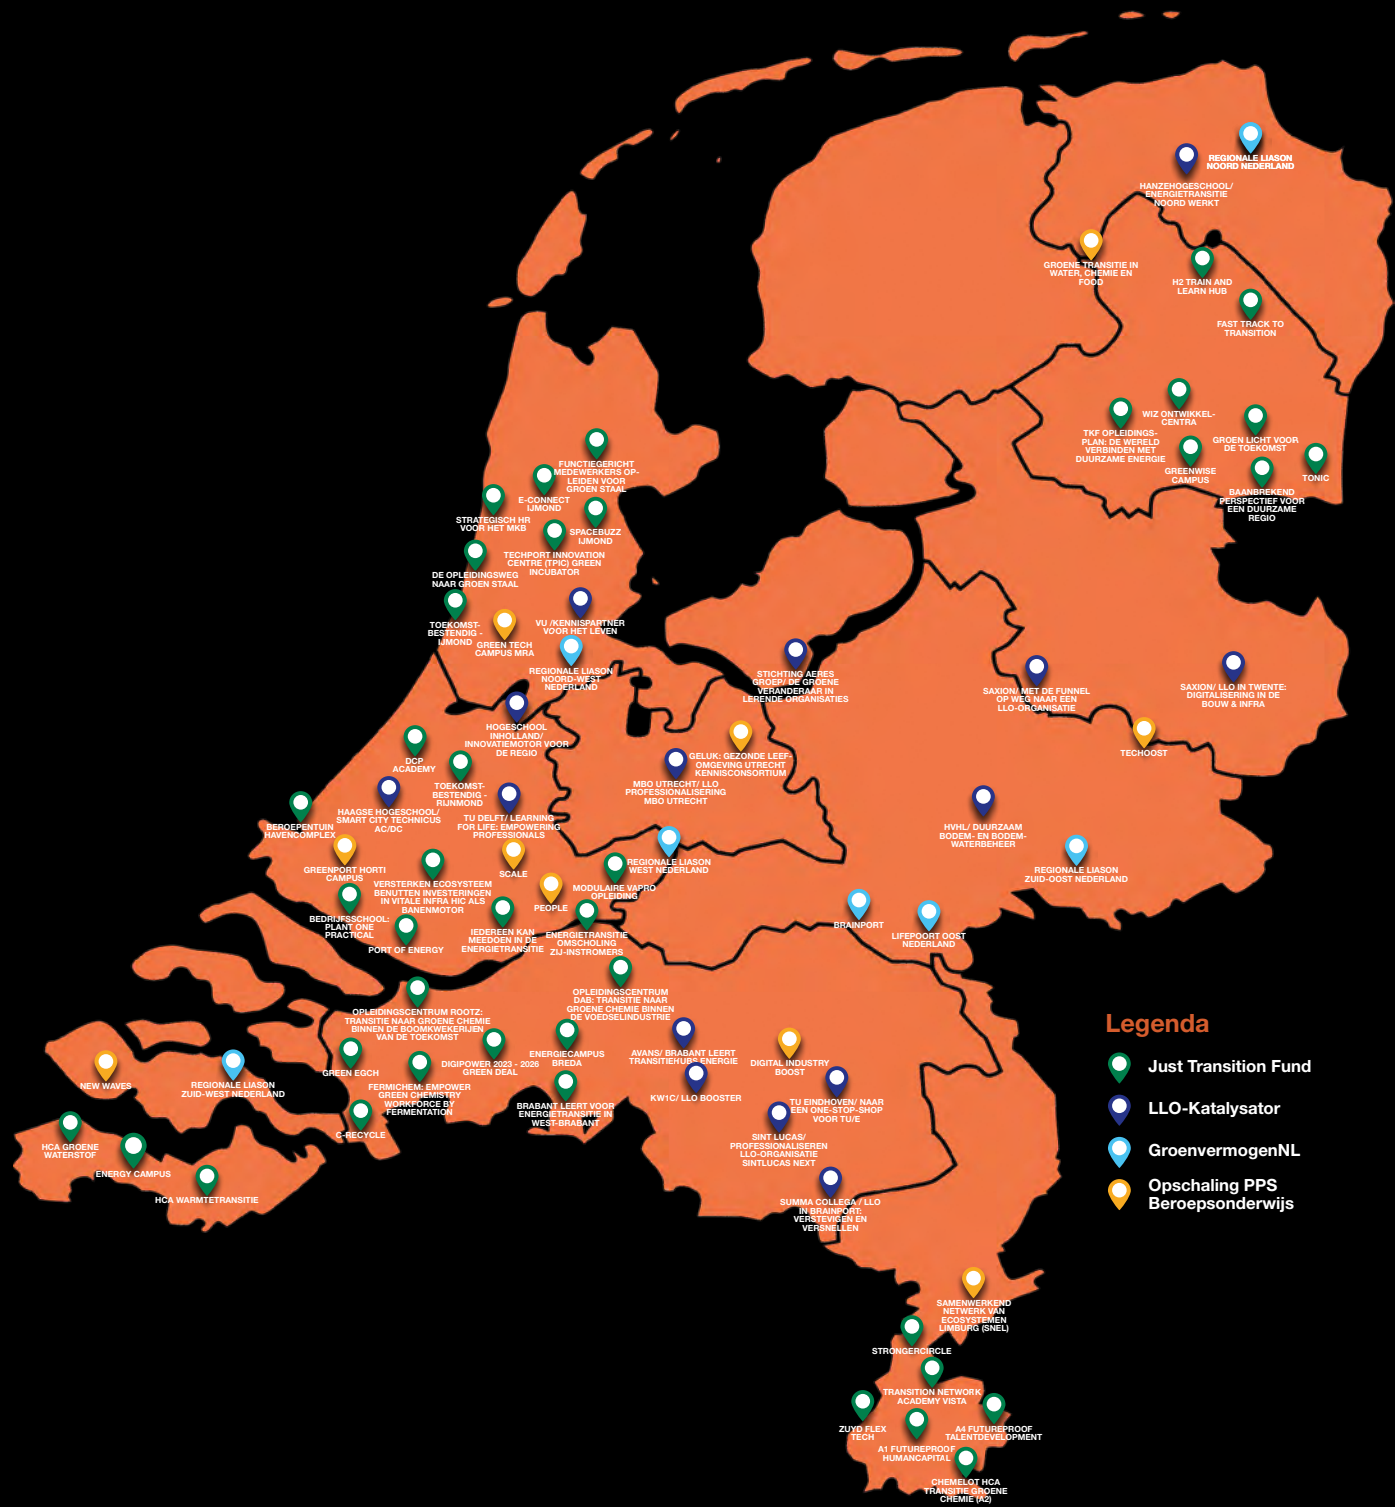 REGIONALE LIASON
NOORD NEDERLAND
HANZEHOGESCHOOL/
ENERGIETRANSITIE
NOORD WERKT
GROENE TRANSITIE IN
WATER, CHEMIE EN
FOOD
H2 TRAIN AND
LEARN HUB
FAST TRACK TO
TRANSITION
WIZ ONTWIKKEL-
CENTRA
TKF OPLEIDINGS-
PLAN: DE WERELD
VERBINDEN MET
DUURZAME ENERGIE
GROEN LICHT VOOR
DE TOEKOMST
GREENWISE
CAMPUS
TONIC
BAANBREKEND
PERSPECTIEF VOOR
EEN DUURZAME
REGIO
FUNCTIEGERICHT
MEDEWERKERS OP-
LEIDEN VOOR
GROEN STAAL
E-CONNECT
IJMOND
STRATEGISCH HR
VOOR HET MKB
SPACEBUZZ
IJMOND
TECHPORT INNOVATION
CENTRE (TPIC) GREEN
INCUBATOR
DE OPLEIDINGSWEG
NAAR GROEN STAAL
TOEKOMST-
BESTENDIG -
IJMOND
GREEN TECH
CAMPUS MRA
VU /KENNISPARTNER
VOOR HET LEVEN
REGIONALE LIASON
NOORD-WEST
NEDERLAND
STICHTING AERES
GROEP/ DE GROENE
VERANDERAAR IN
LERENDE ORGANISATIES
SAXION/ MET DE FUNNEL
OP WEG NAAR EEN
LLO-ORGANISATIE
SAXION/ LLO IN TWENTE:
DIGITALISERING IN DE
BOUW & INFRA
TECHOOST
HOGESCHOOL
INHOLLAND/
INNOVATIEMOTOR VOOR
DE REGIO
DCP
ACADEMY
TOEKOMST-
BESTENDIG -
RIJNMOND
GELUK: GEZONDE LEEF-
OMGEVING UTRECHT
KENNISCONSORTIUM
MBO UTRECHT/ LLO
PROFESSIONALISERING
MBO UTRECHT
HAAGSE HOGESCHOOL/
SMART CITY TECHNICUS
AC/DC
TU DELFT/ LEARNING
FOR LIFE: EMPOWERING
PROFESSIONALS
BEROEPENTUIN
HAVENCOMPLEX
HVHL/ DUURZAAM
BODEM- EN BODEM-
WATERBEHEER
REGIONALE LIASON
ZUID-OOST NEDERLAND
GREENPORT HORTI
CAMPUS
SCALE
REGIONALE LIASON
WEST NEDERLAND
VERSTERKEN ECOSYSTEEM
BENUTTEN INVESTERINGEN
IN VITALE INFRA HIC ALS
BANENMOTOR
MODULAIRE VAPRO
OPLEIDING
PEOPLE
BEDRIJFSSCHOOL:
PLANT ONE
PRACTICAL
PORT OF ENERGY
IEDEREEN KAN
MEEDOEN IN DE
ENERGIETRANSITIE
ENERGIETRANSITIE
OMSCHOLING
ZIJ-INSTROMERS
BRAINPORT
LIFEPOORT OOST
NEDERLAND
OPLEIDINGSCENTRUM
DAB: TRANSITIE NAAR
GROENE CHEMIE BINNEN
DE VOEDSELINDUSTRIE
OPLEIDINGSCENTRUM ROOTZ:
TRANSITIE NAAR GROENE CHEMIE
BINNEN DE BOOMKWEKERIJEN
VAN DE TOEKOMST
GREEN EGCH
DIGIPOWER 2023 - 2026
GREEN DEAL
ENERGIECAMPUS
BREDA
AVANS/ BRABANT LEERT
TRANSITIEHUBS ENERGIE
DIGITAL INDUSTRY
BOOST
FERMICHEM: EMPOWER
GREEN CHEMISTRY
WORKFORCE BY
FERMENTATION
BRABANT LEERT VOOR
ENERGIETRANSITIE IN
WEST-BRABANT
KW1C/ LLO BOOSTER
TU EINDHOVEN/ NAAR
EEN ONE-STOP-SHOP
VOOR TU/E
C-RECYCLE
SINT LUCAS/
PROFESSIONALISEREN
LLO-ORGANISATIE
SINTLUCAS NEXT
SUMMA COLLEGA / LLO
IN BRAINPORT:
VERSTEVIGEN EN
VERSNELLEN
NEW WAVES
REGIONALE LIASON
ZUID-WEST NEDERLAND
HCA GROENE
WATERSTOF
ENERGY CAMPUS
HCA WARMTETRANSITIE
SAMENWERKEND
NETWERK VAN
ECOSYSTEMEN
LIMBURG (SNEL)
STRONGERCIRCLE
TRANSITION NETWORK
ACADEMY VISTA
ZUYD FLEX
TECH
A4 FUTUREPROOF
TALENTDEVELOPMENT
A1 FUTUREPROOF
HUMANCAPITAL
CHEMELOT HCA
TRANSITIE GROENE
CHEMIE (A2)
Legenda
Just Transition Fund
LLO-Katalysator
GroenvermogenNL
Opschaling PPS
Beroepsonderwijs